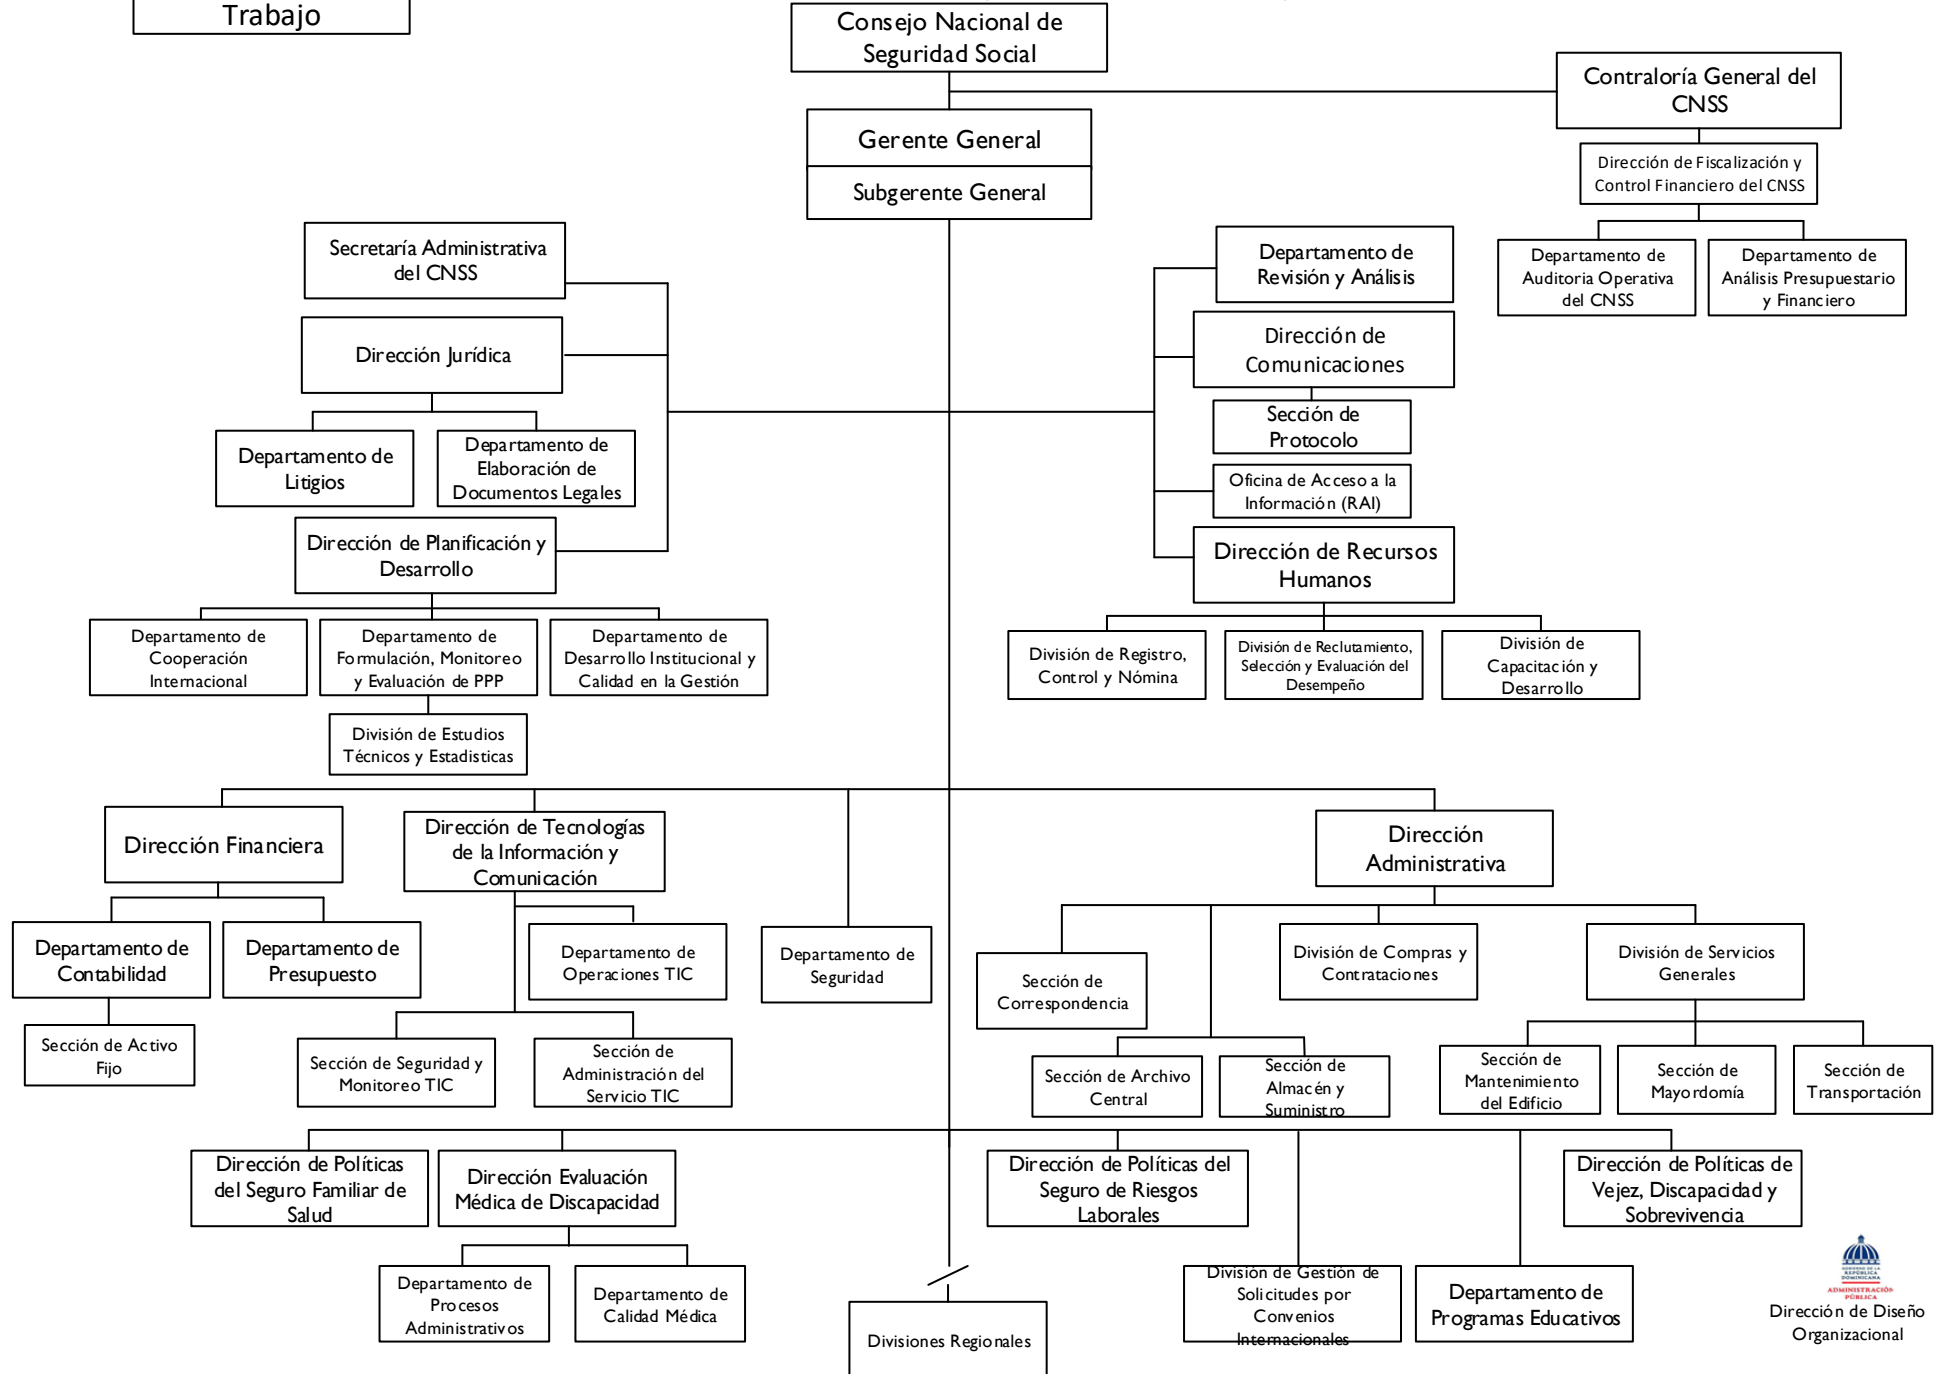 Trabajo
Consejo Nacional de
Seguridad Social
Contraloría General del
CNSS
Gerente General
Subgerente General
Dirección de Fiscalización y
Control Financiero del CNSS
Departamento de
Auditoria Operativa
del CNSS
Departamento de
Análisis Presupuestario
y Financiero
Secretaría Administrativa
del CNSS
Departamento de
Revisión y Análisis
Dirección Jurídica
Dirección de
Comunicaciones
Sección de
Protocolo
Departamento de
Litigios
Departamento de
Elaboración de
Documentos Legales
Oficina de Acceso a la
Información (RAI)
Dirección de Planificación y
Desarrollo
Dirección de Recursos
Humanos
Departamento de
Cooperación
Internacional
Departamento de
Formulación, Monitoreo
y Evaluación de PPP
Departamento de
Desarrollo Institucional y
Calidad en la Gestión
División de Registro,
Control y Nómina
División de Reclutamiento,
Selección y Evaluación del
Desempeño
División de
Capacitación y
Desarrollo
División de Estudios
Técnicos y Estadisticas
Dirección Financiera
Dirección de Tecnologías
de la Información y
Comunicación
Dirección
Administrativa
Departamento de
Contabilidad
Departamento de
Presupuesto
Departamento de
Operaciones TIC
Departamento de
Seguridad
Sección de
Correspondencia
División de Compras y
Contrataciones
División de Servicios
Generales
Sección de Activo
Fijo
Sección de Seguridad y
Monitoreo TIC
Sección de
Administración del
Servicio TIC
Sección de Archivo
Central
Sección de
Almacén y
Suministro
Sección de
Mantenimiento
del Edificio
Sección de
Mayordomía
Sección de
Transportación
Dirección de Políticas
del Seguro Familiar de
Salud
Dirección Evaluación
Médica de Discapacidad
Dirección de Políticas del
Seguro de Riesgos
Laborales
Dirección de Políticas de
Vejez, Discapacidad y
Sobrevivencia
Departamento de
Procesos
Administrativos
Departamento de
Calidad Médica
Divisiones Regionales
División de Gestión de
Solicitudes por
Convenios
Internacionales
Departamento de
Programas Educativos
GOBIERNO DE LA
REPÚBLICA
DOMINICANA
ADMINISTRACIÓN
PÚBLICA
Dirección de Diseño
Organizacional